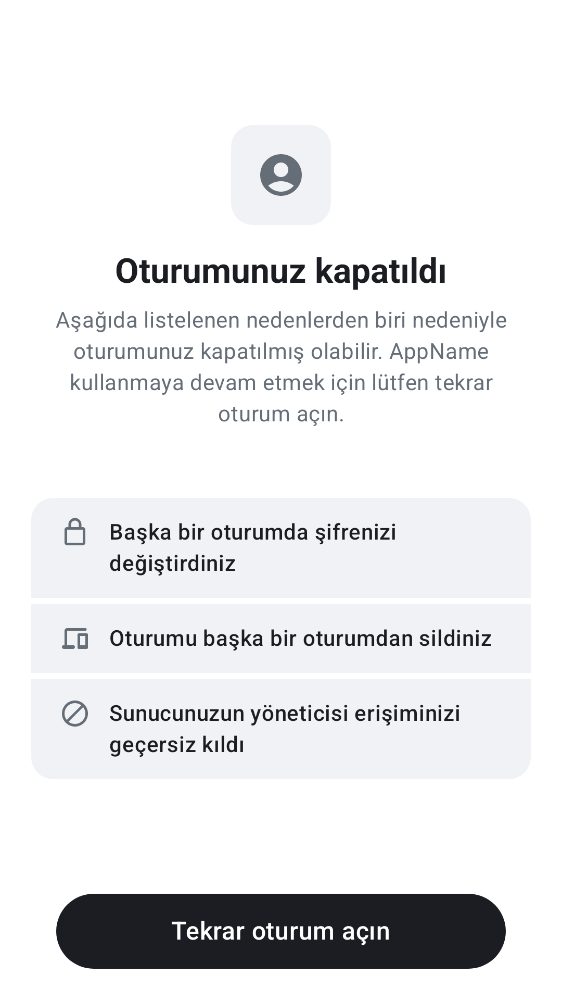 Oturumunuz kapatıldı
Aşağıda listelenen nedenlerden biri nedeniyle
oturumunuz kapatılmış olabilir. AppName
kullanmaya devam etmek için lütfen tekrar
oturum açın.
Başka bir oturumda şifrenizi
değiştirdiniz
Oturumu başka bir oturumdan sildiniz
Sunucunuzun yöneticisi erişiminizi
geçersiz kıldı
Tekrar oturum açın